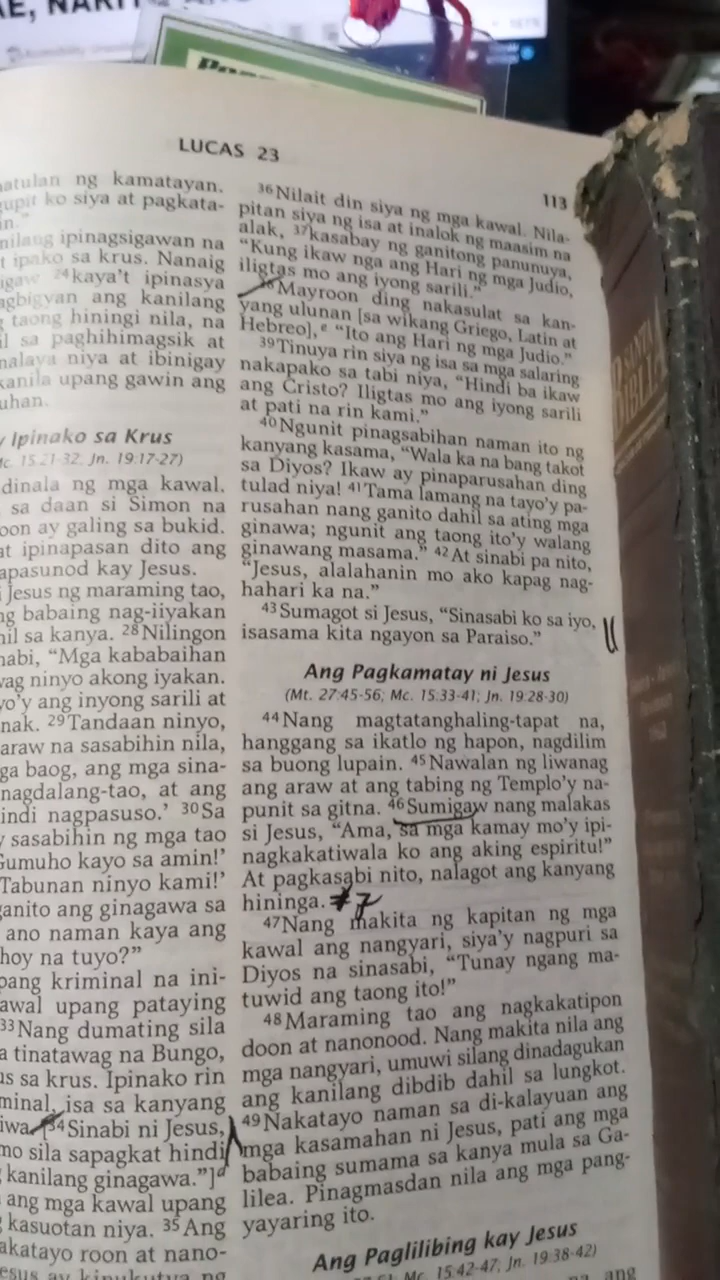 LUCAS 23
113
ng kamatayan.
ko siya at pagkata-
ipinagsigawan na
ipako sa krus. Nanaig
24kaya't ipinasya
ang kanilang
taong hiningi nila, na
sa paghihimagsik at
niya at ibinigay
upang gawin ang
Ipinako sa Krus
15:21-32; Jn. 19:17-27)
dinala ng mga kawal.
sa daan si Simon na
ay galing sa bukid.
at ipinapasan dito ang
kay Jesus.
Jesus ng maraming tao,
babaing nag-iiyakan
sa kanya. 28Nilingon
“Mga kababaihan
ninyo akong iyakan.
ang inyong sarili at
29Tandaan ninyo,
araw na sasabihin nila,
baog, ang mga sina-
nagdalang-tao, at ang
nagpasuso.’ 30Sa
sasabihin ng mga tao
kayo sa amin!’
Tabunan ninyo kami!’
ganito ang ginagawa sa
ano naman kaya ang
na tuyo?”
kriminal na ini-
upang pataying
33Nang dumating sila
tinatawag na Bungo,
sa krus. Ipinako rin
isa sa kanyang
[34Sinabi ni Jesus,
sila sapagkat hindi
kanilang ginagawa.”]d
ang mga kawal upang
kasuotan niya. 35Ang
roon at nano-
ay kinukutya ng
36Nilait din siya ng mga kawal. Nila-
pitan siya ng isa at inalok ng maasim na
alak, 37kasabay ng ganitong panunuya,
“Kung ikaw nga ang Hari ng mga Judio,
iligtas mo ang iyong sarili.”
38Mayroon ding nakasulat sa kan-
yang ulunan [sa wikang Griego, Latin at
Hebreo],e “Ito ang Hari ng mga Judio.”
39Tinuya rin siya ng isa sa mga salaring
nakapako sa tabi niya, “Hindi ba ikaw
ang Cristo? Iligtas mo ang iyong sarili
at pati na rin kami.”
40Ngunit pinagsabihan naman ito ng
kanyang kasama, “Wala ka na bang takot
sa Diyos? Ikaw ay pinaparusahan ding
tulad niya! 41Tama lamang na tayo'y pa-
rusahan nang ganito dahil sa ating mga
ginawa; ngunit ang taong ito'y walang
ginawang masama.” 42At sinabi pa nito,
“Jesus, alalahanin mo ako kapag nag-
hahari ka na.”
43Sumagot si Jesus, “Sinasabi ko sa iyo,
isasama kita ngayon sa Paraiso.”
Ang Pagkamatay ni Jesus
(Mt. 27:45-56; Mc. 15:33-41; Jn. 19:28-30)
44Nang magtatanghaling-tapat na,
hanggang sa ikatlo ng hapon, nagdilim
sa buong lupain. 45Nawalan ng liwanag
ang araw at ang tabing ng Templo'y na-
punit sa gitna. 46Sumigaw nang malakas
si Jesus, “Ama, sa mga kamay mo'y ipi-
nagkakatiwala ko ang aking espiritu!”
At pagkasabi nito, nalagot ang kanyang
hininga. #7
47Nang makita ng kapitan ng mga
kawal ang nangyari, siya'y nagpuri sa
Diyos na sinasabi, “Tunay ngang ma-
tuwid ang taong ito!”
48Maraming tao ang nagkakatipon
doon at nanonood. Nang makita nila ang
mga nangyari, umuwi silang dinadagukan
ang kanilang dibdib dahil sa lungkot.
49Nakatayo naman sa di-kalayuan ang
mga kasamahan ni Jesus, pati ang mga
babaing sumama sa kanya mula sa Ga-
lilea. Pinagmasdan nila ang mga pang-
yayaring ito.
Ang Paglilibing kay Jesus
Mc. 15:42-47; Jn. 19:38-42)
ang
BIBLIA